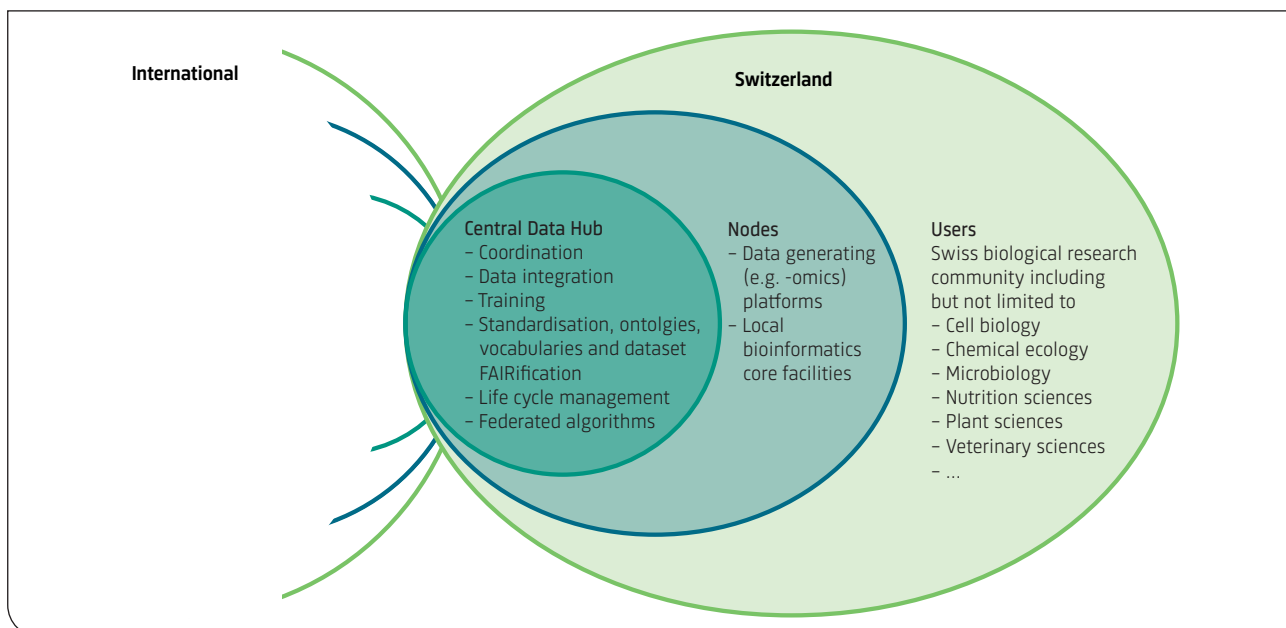 International
Switzerland
Central Data Hub
– Coordination
– Data integration
– Training
– Standardisation, ontolgies,
vocabularies and dataset
FAIRification
– Life cycle management
– Federated algorithms
Nodes
– Data generating
(e.g. -omics)
platforms
– Local
bioinformatics
core facilities
Users
Swiss biological research
community including
but not limited to
– Cell biology
– Chemical ecology
– Microbiology
– Nutrition sciences
– Plant sciences
– Veterinary sciences
– ...